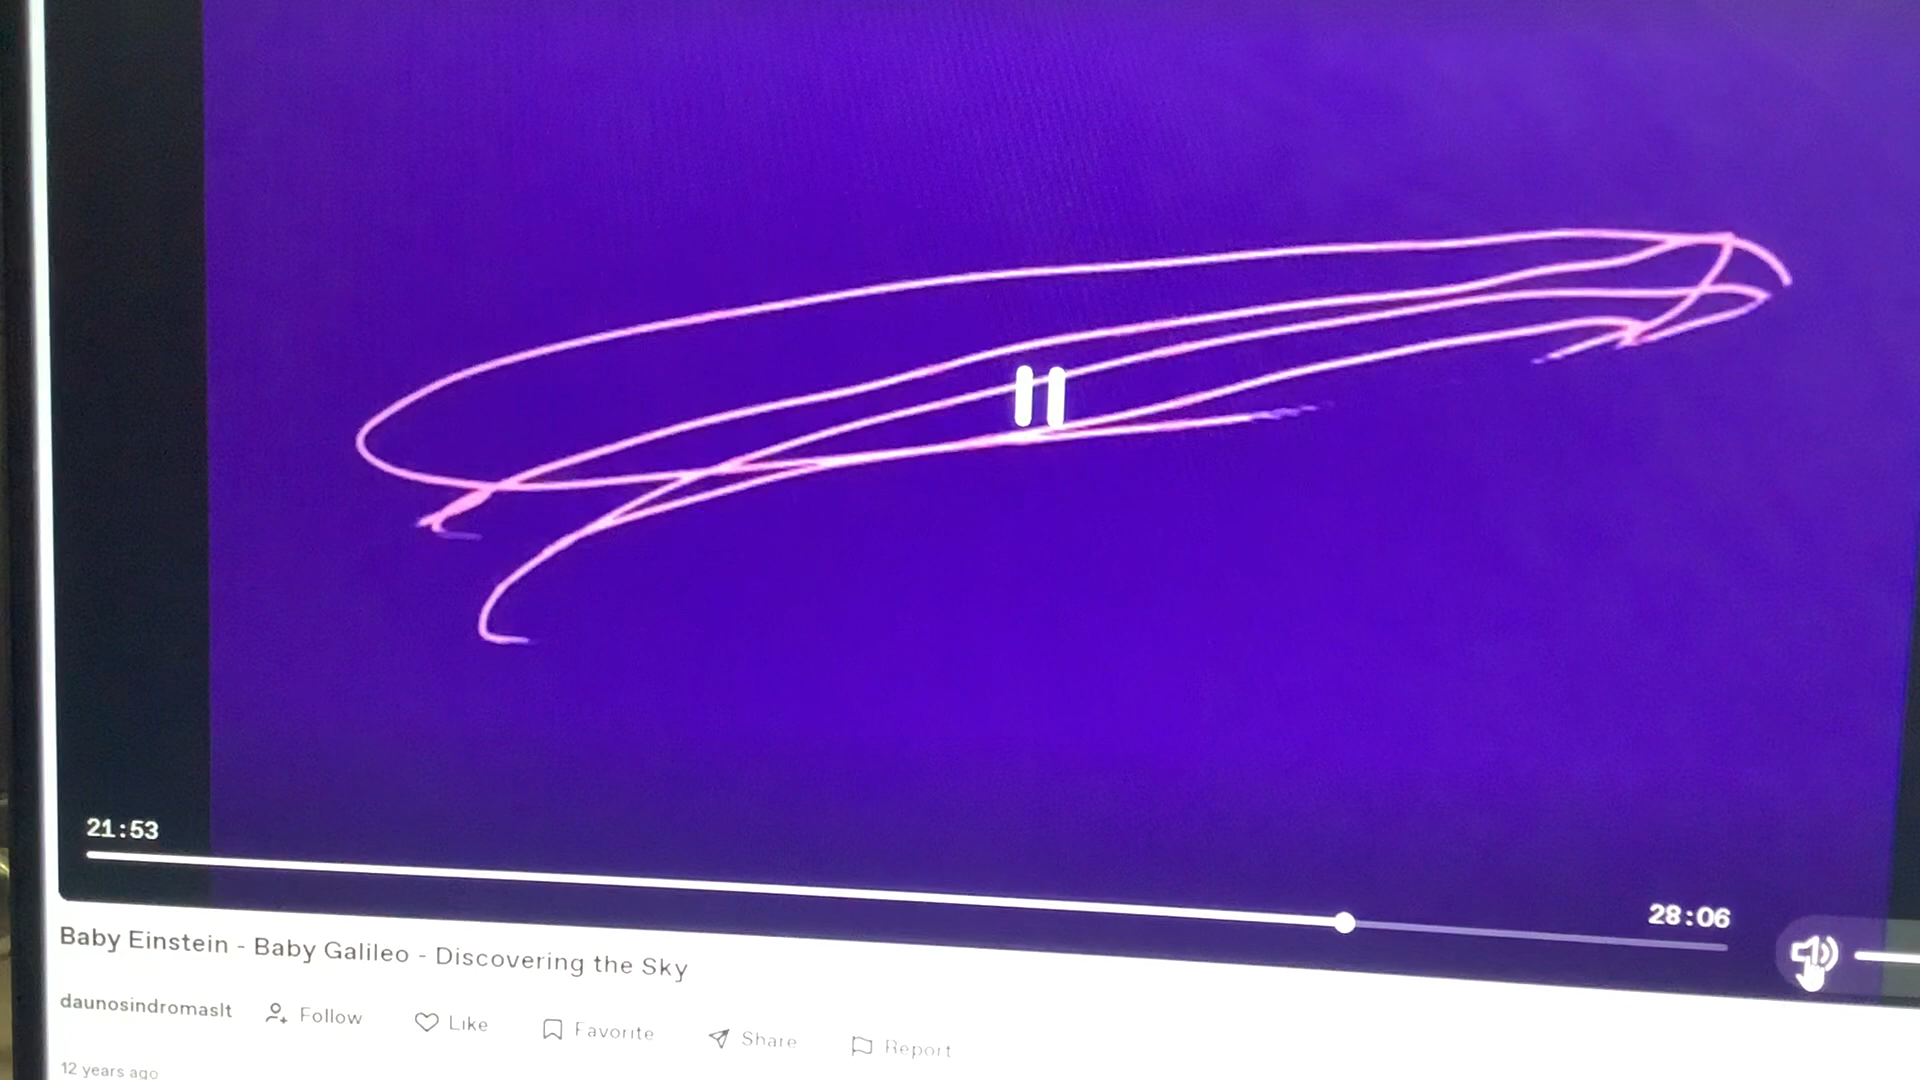 21:53
28:06
Baby Einstein - Baby Galileo - Discovering the Sky
daunosindromaslt Follow Like Favorite Share Report
12 years ago